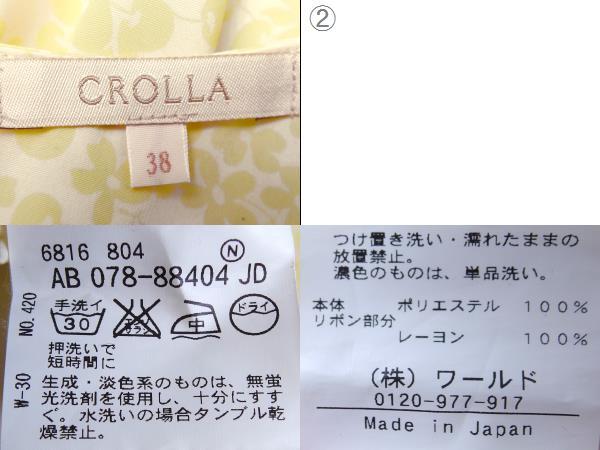 CROLLA
38
②
6816 804 Ⓝ
AB 078-88404 JD
NO. 420
手洗イ
30
エンソサラシ
中
ドライ
押洗いで
短時間に
W-30
生成・淡色系のものは、無蛍
光洗剤を使用し、十分にすす
ぐ。水洗いの場合タンブル乾
燥禁止。
つけ置き洗い・濡れたままの
放置禁止。
濃色のものは、単品洗い。
本体 ポリエステル 100%
リボン部分
レーヨン 100%
(株) ワールド
0120-977-917
Made in Japan